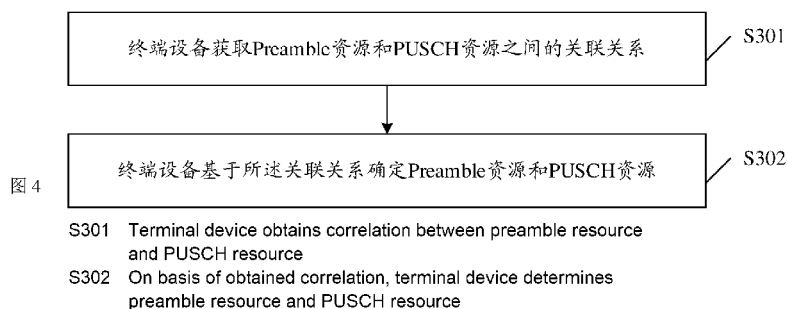 终端设备获取Preamble资源和PUSCH资源之间的关联关系
S301
终端设备基于所述关联关系确定Preamble资源和PUSCH资源
S302
图4
S301 Terminal device obtains correlation between preamble resource
and PUSCH resource
S302 On basis of obtained correlation, terminal device determines
preamble resource and PUSCH resource